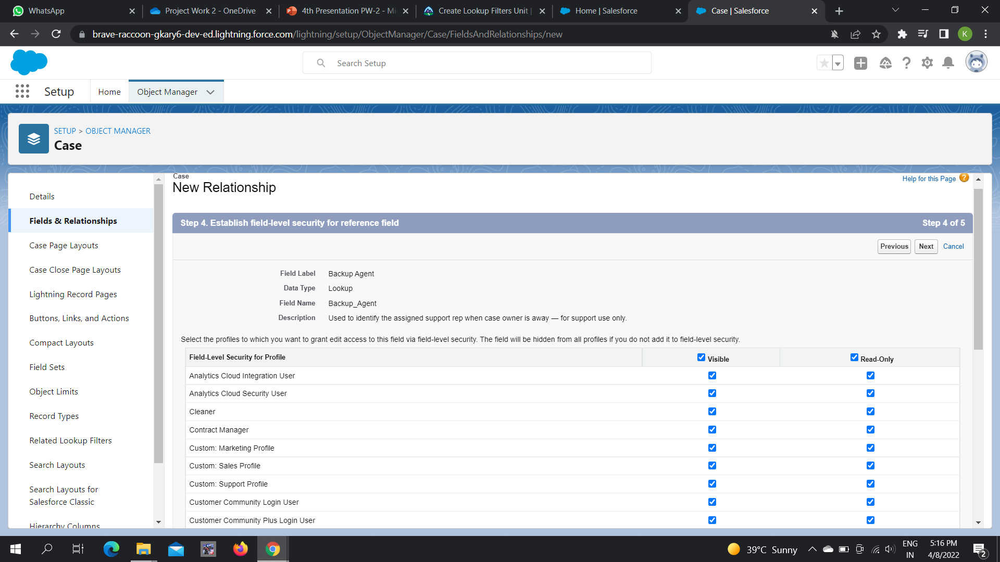 WhatsApp
Project Work 2 - OneDrive
4th Presentation PW-2 - Mi
Create Lookup Filters Unit |
Home | Salesforce
Case | Salesforce
brave-raccoon-gkary6-dev-ed.lightning.force.com/lightning/setup/ObjectManager/Case/FieldsAndRelationships/new
K
Search Setup
Setup
Home
Object Manager
SETUP > OBJECT MANAGER
Case
Details
Fields & Relationships
Case Page Layouts
Case Close Page Layouts
Lightning Record Pages
Buttons, Links, and Actions
Compact Layouts
Field Sets
Object Limits
Record Types
Related Lookup Filters
Search Layouts
Search Layouts for
Salesforce Classic
Hierarchy Columns
Case
New Relationship
Help for this Page
Step 4. Establish field-level security for reference field
Step 4 of 5
Previous
Next
Cancel
Field Label Backup Agent
Data Type Lookup
Field Name Backup_Agent
Description Used to identify the assigned support rep when case owner is away — for support use only.
Select the profiles to which you want to grant edit access to this field via field-level security. The field will be hidden from all profiles if you do not add it to field-level security.
Field-Level Security for Profile Visible Read-Only
Analytics Cloud Integration User
Analytics Cloud Security User
Cleaner
Contract Manager
Custom: Marketing Profile
Custom: Sales Profile
Custom: Support Profile
Customer Community Login User
Customer Community Plus Login User
39°C Sunny
ENG
IN
5:16 PM
4/8/2022
2